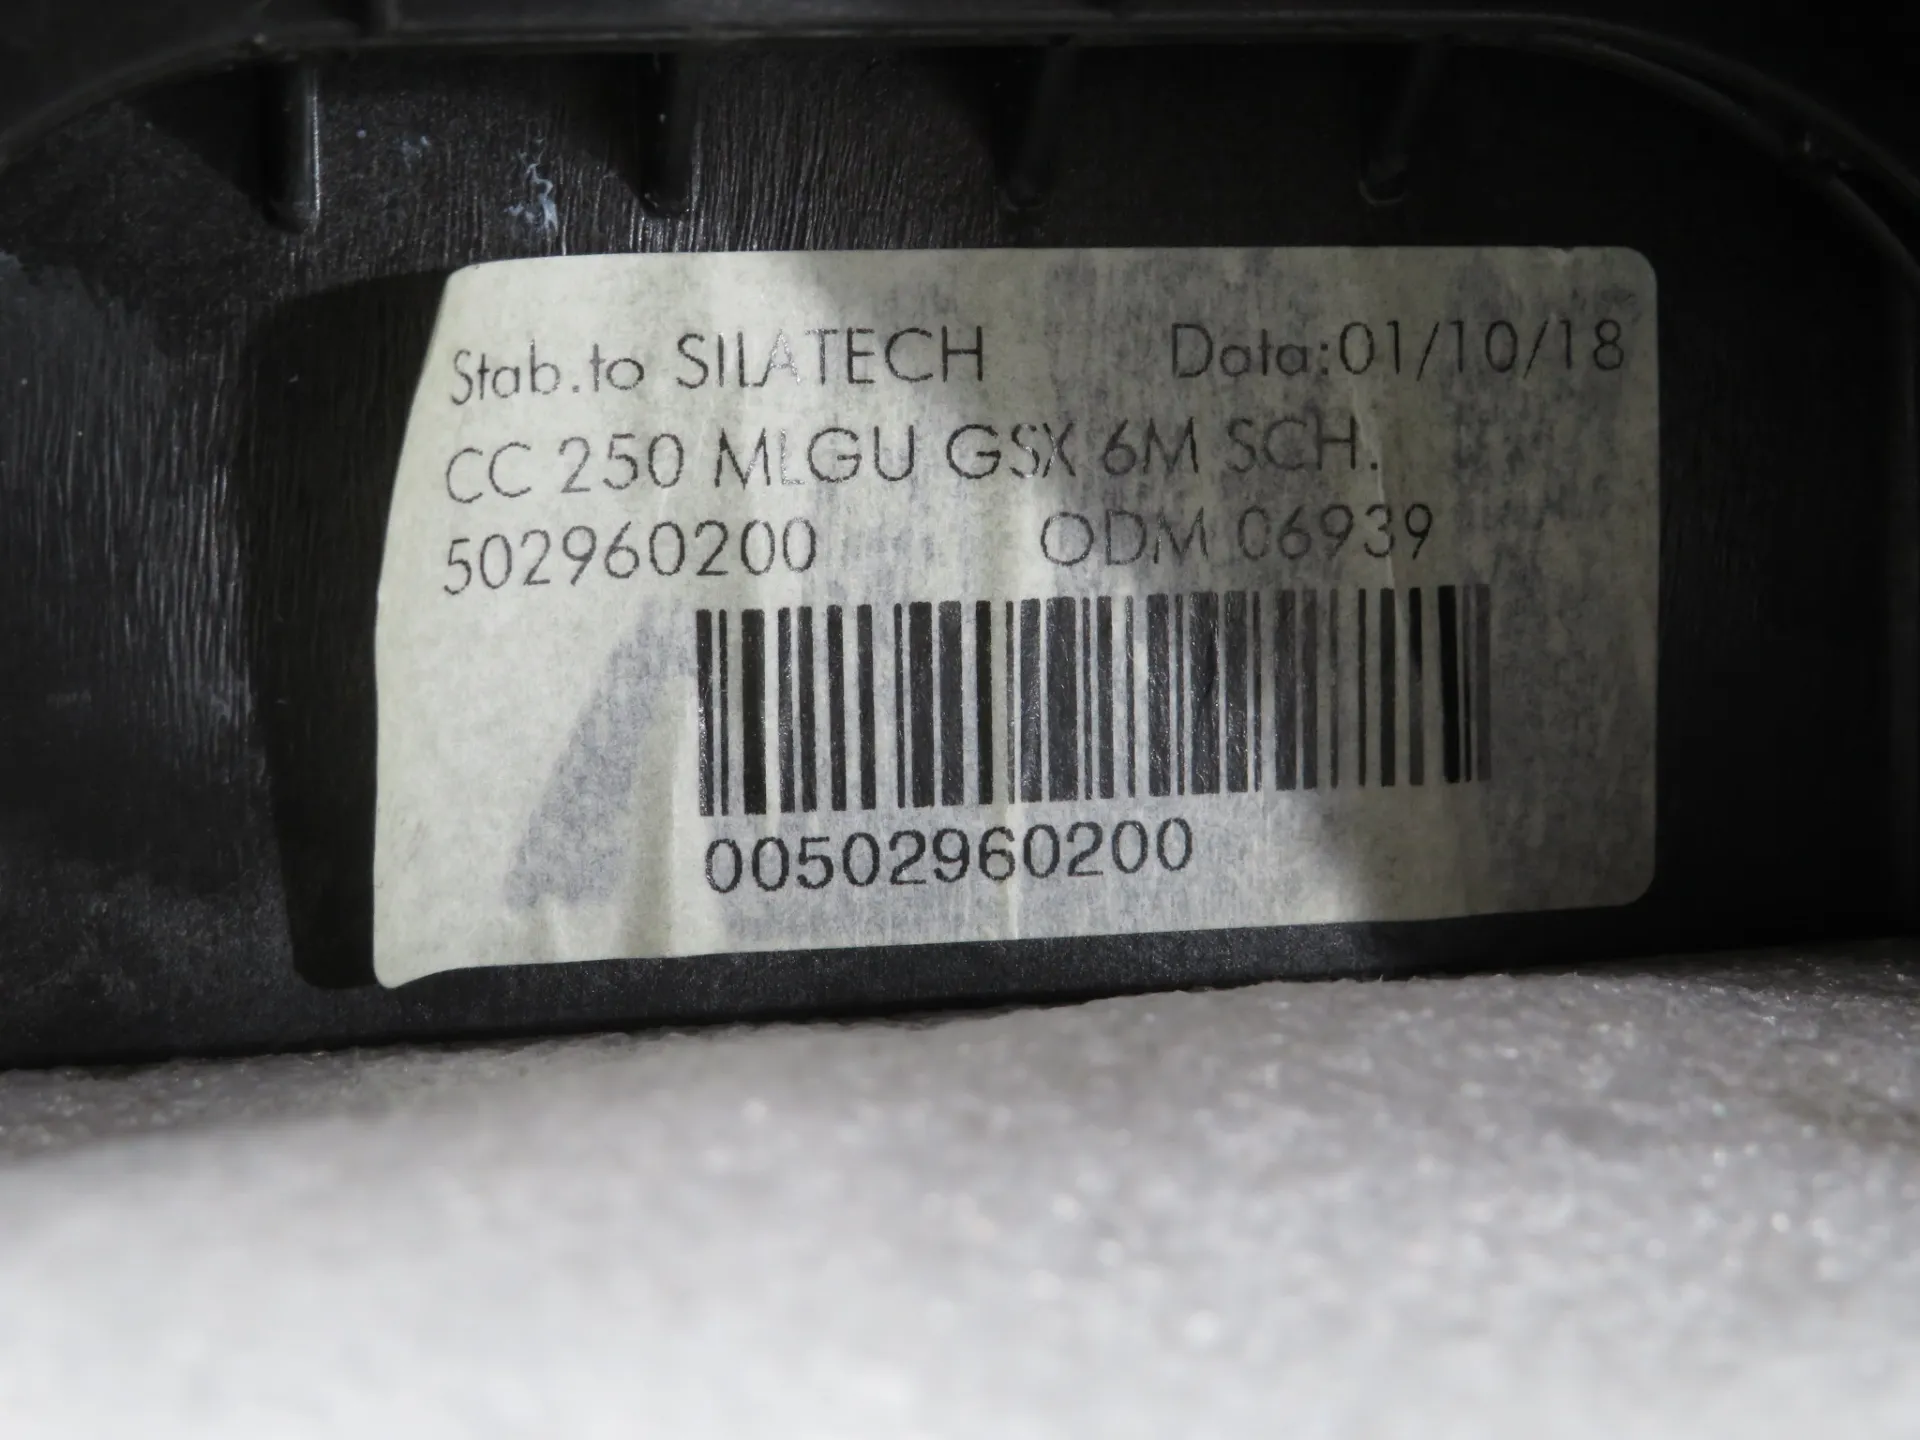 Stab.to SILATECH Data:01/10/18
CC 250 MLGU GSX 6M SCH.
502960200 ODM 06939
00502960200